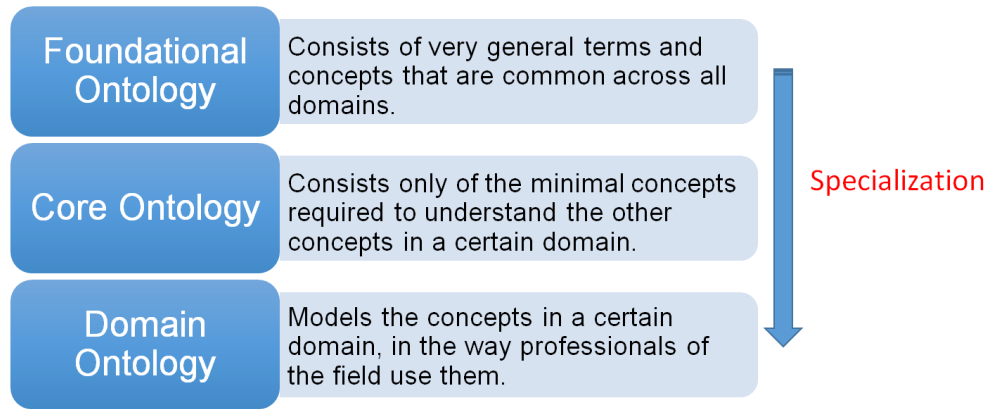 Foundational
Ontology
Consists of very general terms and
concepts that are common across all
domains.
Core Ontology
Consists only of the minimal concepts
required to understand the other
concepts in a certain domain.
Specialization
Domain
Ontology
Models the concepts in a certain
domain, in the way professionals of
the field use them.